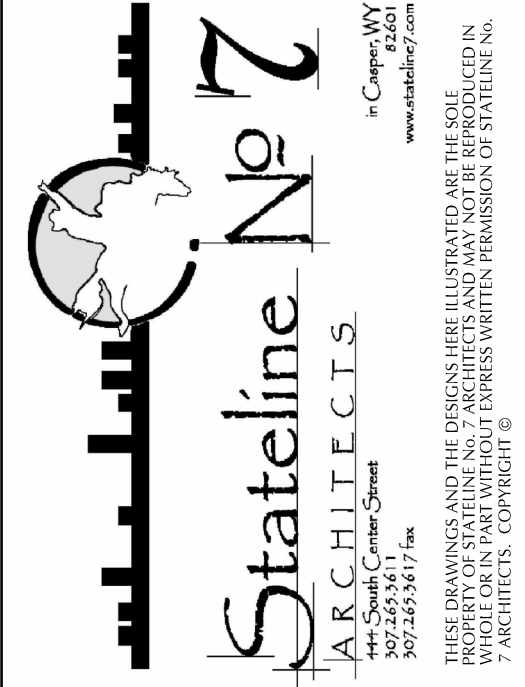 Stateline No 7
ARCHITECTS
444 South Center Street
307.265.3611
307.265.3617 fax
in Casper, WY
82601
www.stateline7.com
THESE DRAWINGS AND THE DESIGNS HERE ILLUSTRATED ARE THE SOLE
PROPERTY OF STATELINE No. 7 ARCHITECTS AND MAY NOT BE REPRODUCED IN
WHOLE OR IN PART WITHOUT EXPRESS WRITTEN PERMISSION OF STATELINE No.
7 ARCHITECTS. COPYRIGHT ©